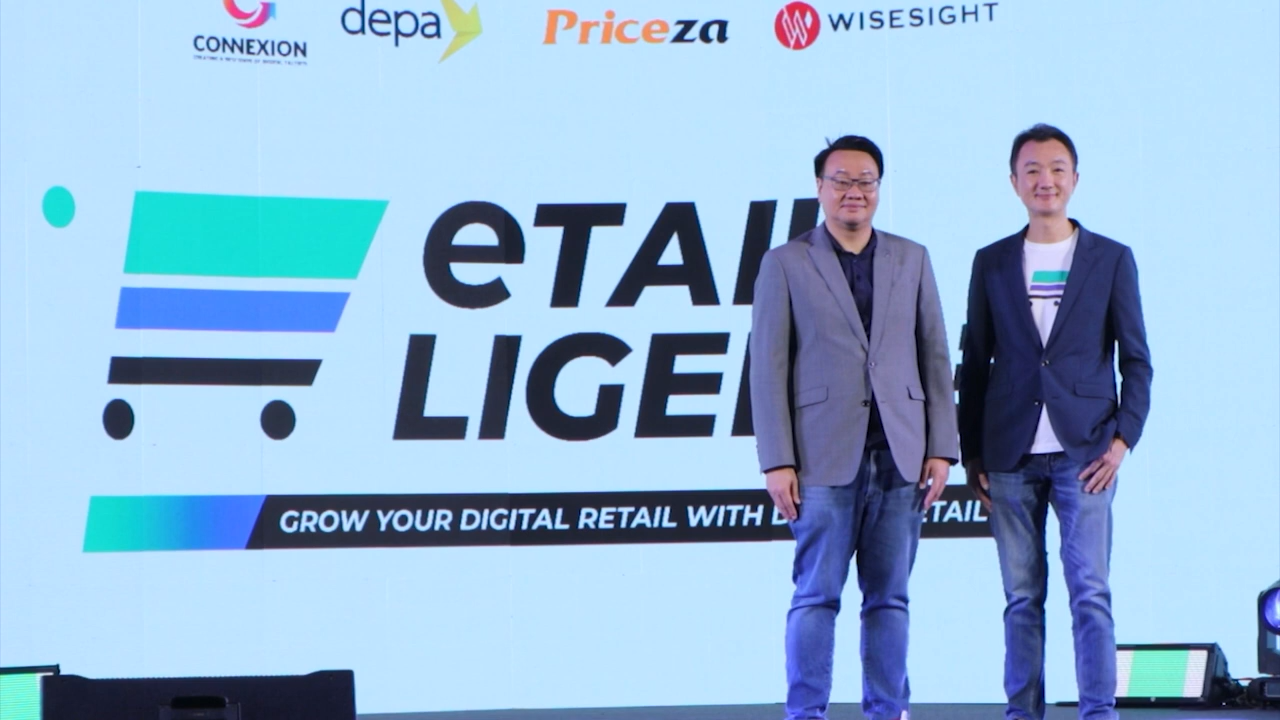 CONNEXION
depa
Priceza
WISESIGHT
eTAIL
LIGE
GROW YOUR DIGITAL RETAIL WITH ETAIL